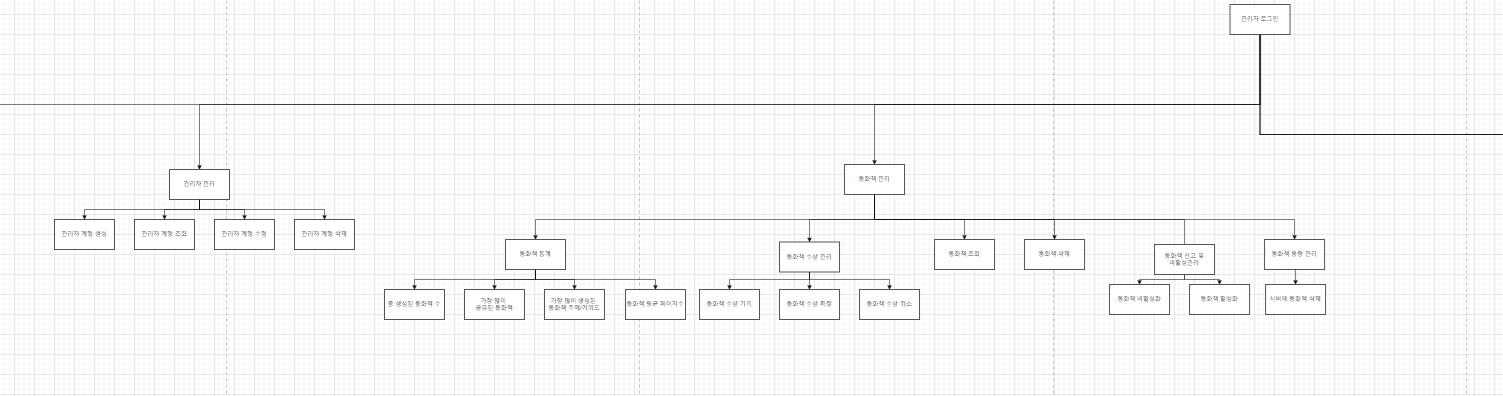 관리자 로그인
관리자 관리
동화책 관리
관리자 계정 생성
관리자 계정 조회
관리자 계정 수정
관리자 계정 삭제
동화책 통계
동화책 수상 관리
동화책 조회
동화책 삭제
동화책 신고 및
비활성관리
동화책 용량 관리
총 생성된 동화책 수
가장 많이
공유된 동화책
가장 많이 생성된
동화책 주제/키워드
동화책 평균 페이지수
동화책 수상 기록
동화책 수상 확정
동화책 수상 취소
동화책 비활성화
동화책 활성화
서버에 동화책 삭제